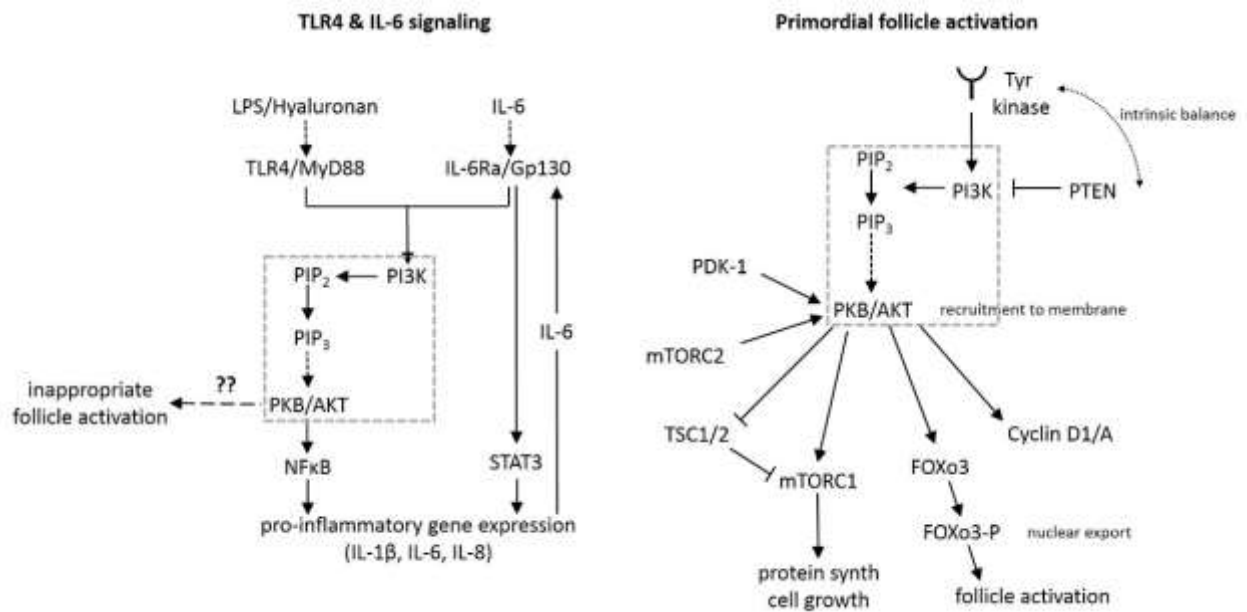 TLR4 & IL-6 signaling
LPS/Hyaluronan
IL-6
TLR4/MyD88
IL-6Ra/Gp130
PIP₂
PI3K
PIP₃
IL-6
??
inappropriate
follicle activation
PKB/AKT
NFκB
STAT3
pro-inflammatory gene expression
(IL-1β, IL-6, IL-8)
Primordial follicle activation
Tyr
kinase
intrinsic balance
PIP₂
PI3K
PTEN
PIP₃
PDK-1
PKB/AKT
recruitment to membrane
mTORC2
TSC1/2
Cyclin D1/A
mTORC1
FOXo3
FOXo3-P
nuclear export
protein synth
cell growth
follicle activation